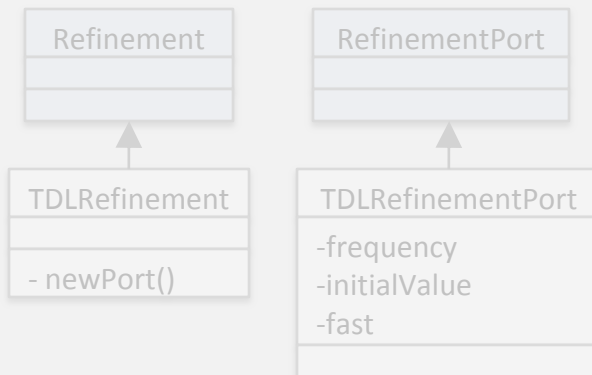 Refinement
RefinementPort
TDLRefinement
- newPort()
TDLRefinementPort
-frequency
-initialValue
-fast